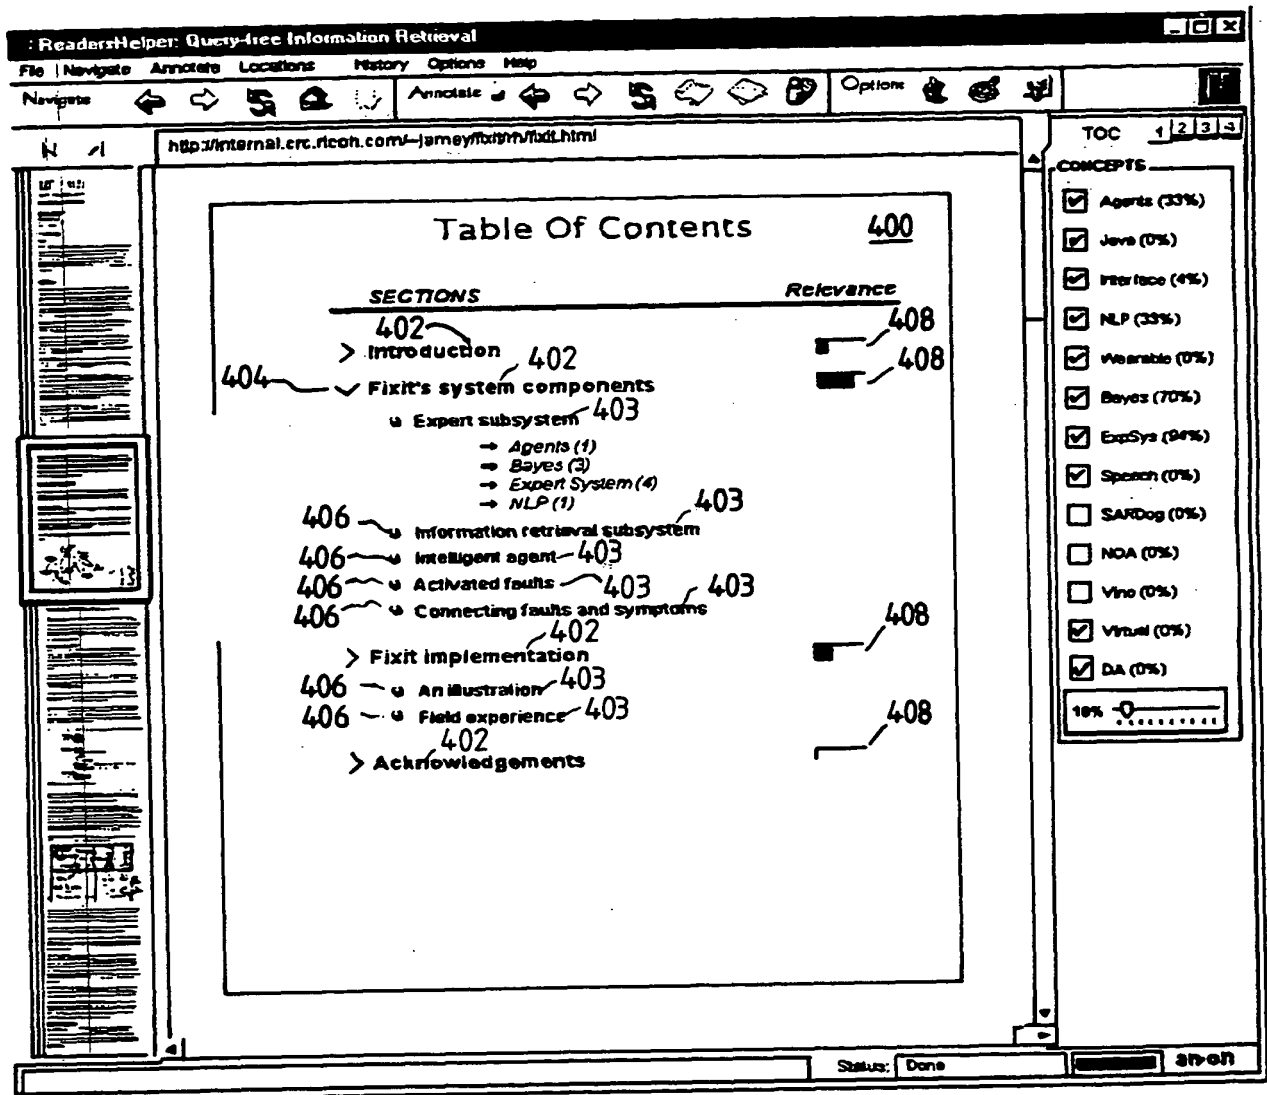 ReadersHelper: Query-free Information Retrieval
File Navigate Annotate Locations History Options Help
Navigate Annotate Options
http://internal.crc.ricoh.com/~jamey/fixit/rh/fixit.html
TOC 1 2 3 4
CONCEPTS
Agents (33%)
Java (0%)
Interface (4%)
NLP (33%)
Wearable (0%)
Bayes (70%)
ExpSys (94%)
Speech (0%)
SARDog (0%)
NOA (0%)
Vino (0%)
Virtual (0%)
DA (0%)
10%
Table Of Contents 400
SECTIONS Relevance
402 408
Introduction
402 408
404 Fixit's system components
Expert subsystem 403
Agents (1)
Bayes (3)
Expert System (4)
NLP (1)
406 Information retrieval subsystem 403
406 Intelligent agent 403
406 Activated faults 403
406 Connecting faults and symptoms 403
402 408
Fixit implementation
406 An illustration 403
406 Field experience 403
402 408
Acknowledgements
Status: Done